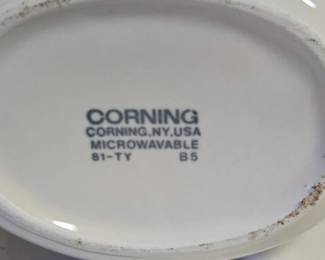 CORNING
CORNING,NY,USA
MICROWAVABLE
81-TY B5